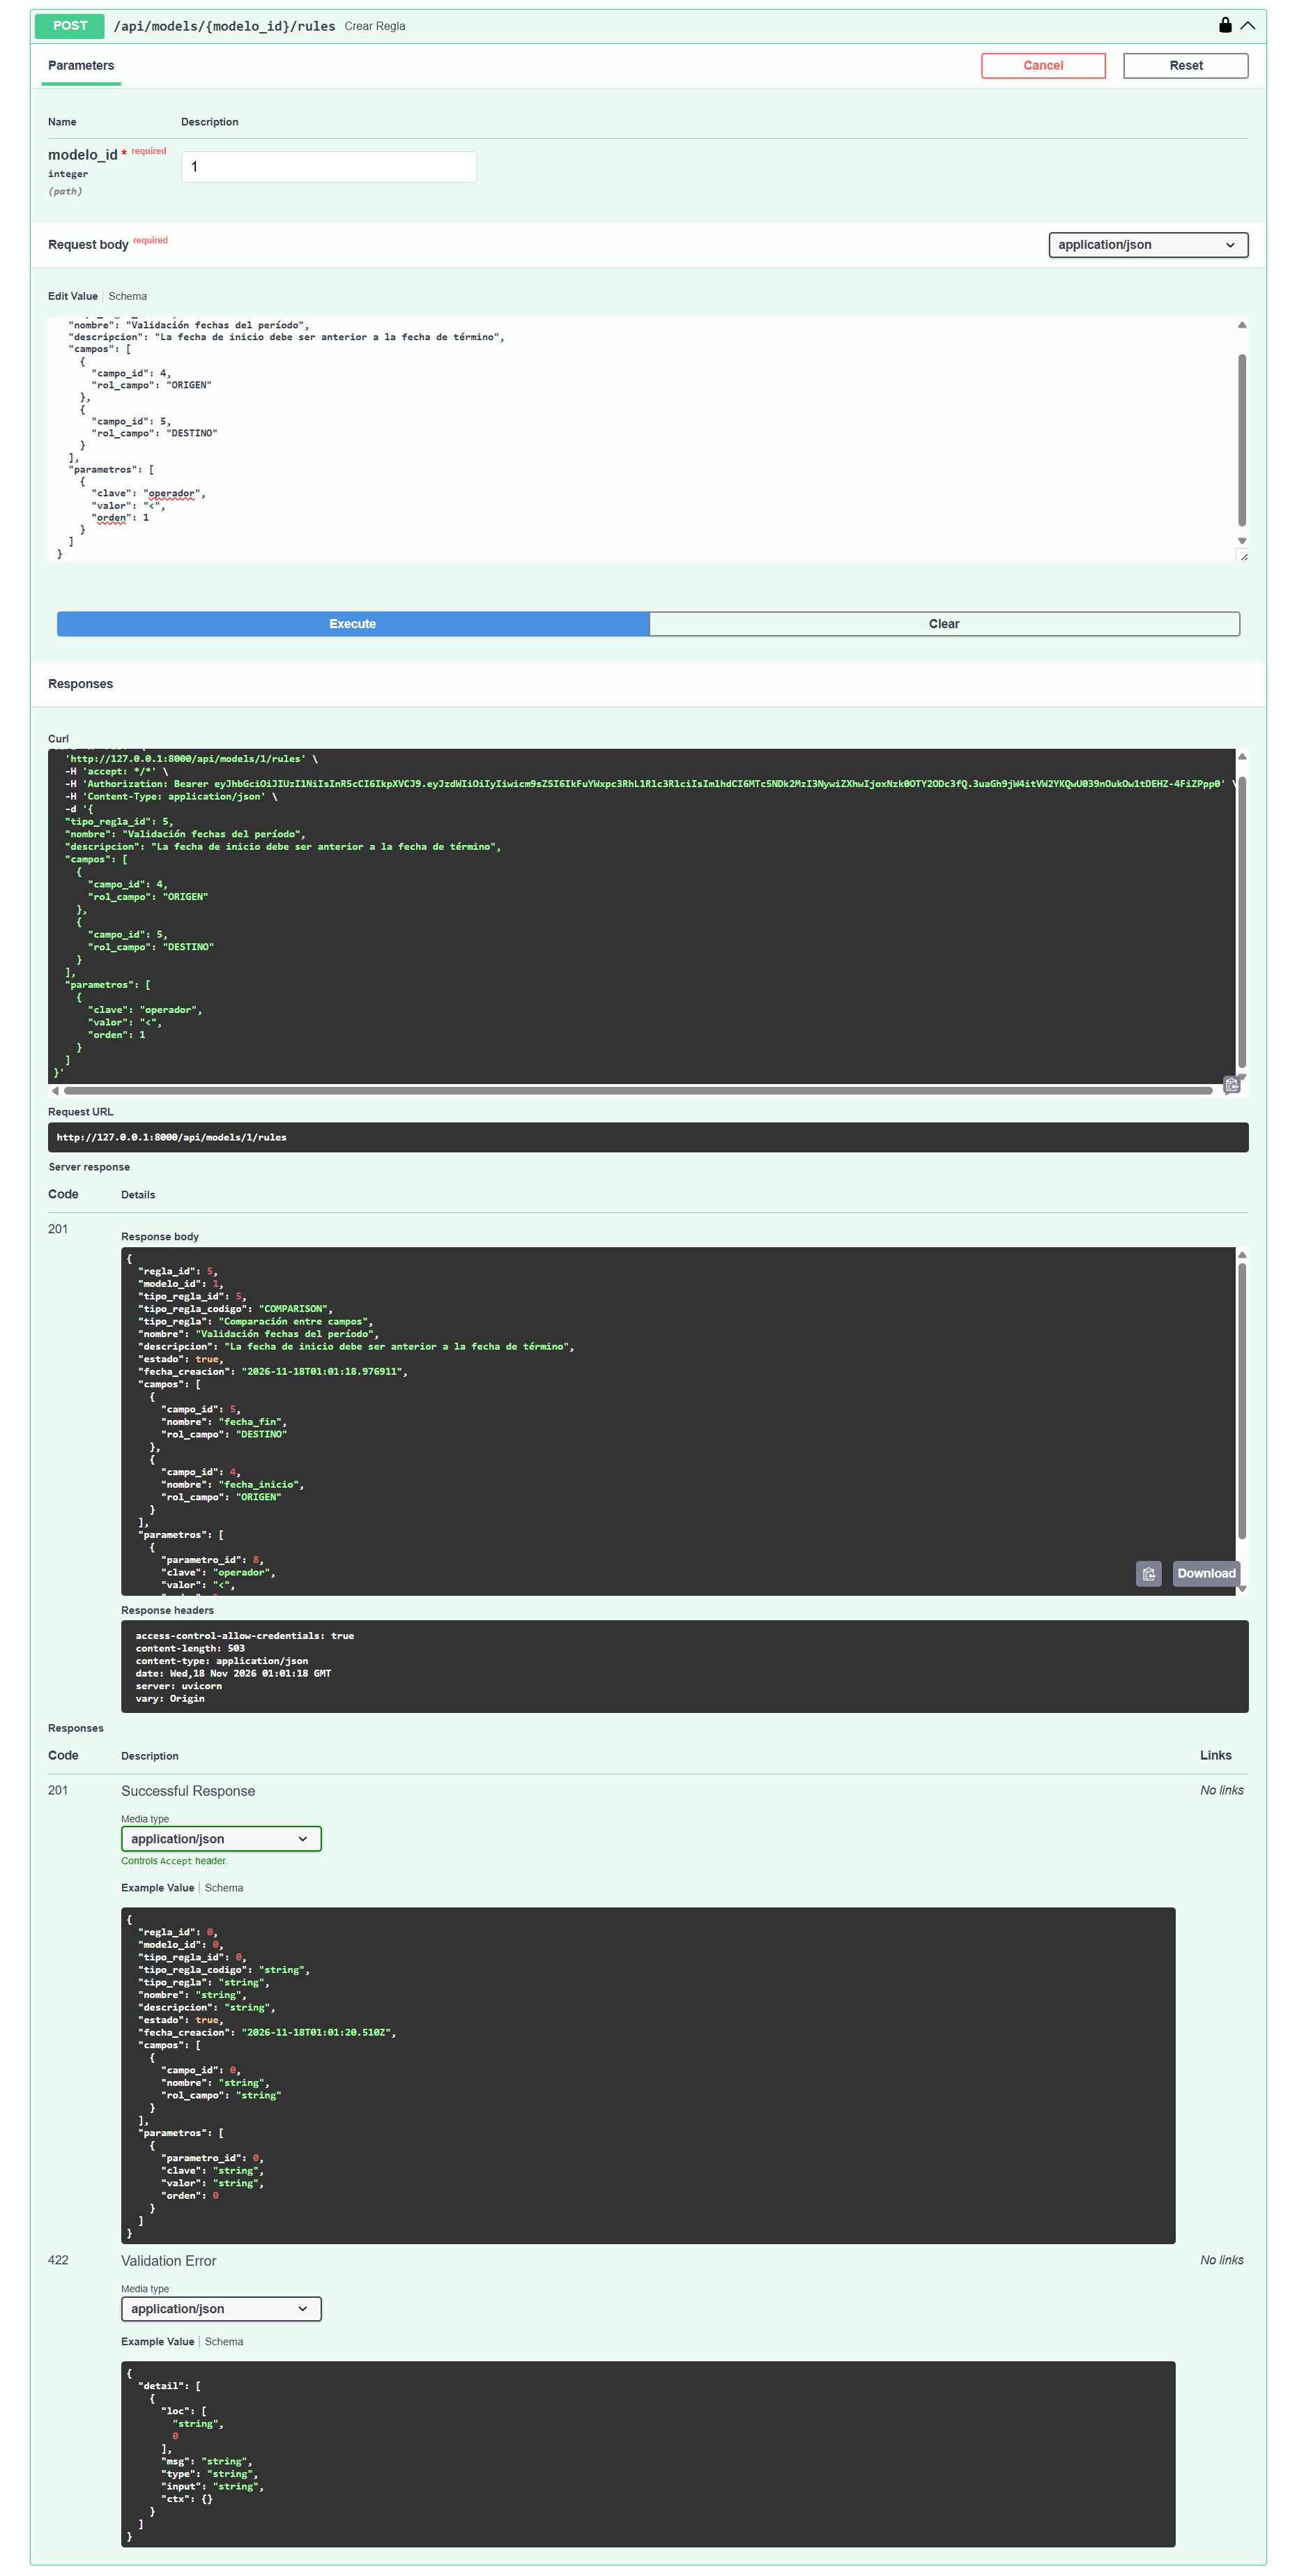 POST /api/models/{modelo_id}/rules Crear Regla
Parameters
Cancel
Reset
Name Description
modelo_id * required
integer
(path)
1
Request body required
application/json
Edit Value | Schema
"nombre": "Validación fechas del período",
"descripcion": "La fecha de inicio debe ser anterior a la fecha de término",
"campos": [
{
"campo_id": 4,
"rol_campo": "ORIGEN"
},
{
"campo_id": 5,
"rol_campo": "DESTINO"
}
],
"parametros": [
{
"clave": "operador",
"valor": "<",
"orden": 1
}
]
}
Execute
Clear
Responses
Curl
'http://127.0.0.1:8000/api/models/1/rules' \
-H 'accept: */*' \
-H 'Authorization: Bearer \
-H 'Content-Type: application/json' \
-d '{
"tipo_regla_id": 5,
"nombre": "Validación fechas del período",
"descripcion": "La fecha de inicio debe ser anterior a la fecha de término",
"campos": [
{
"campo_id": 4,
"rol_campo": "ORIGEN"
},
{
"campo_id": 5,
"rol_campo": "DESTINO"
}
],
"parametros": [
{
"clave": "operador",
"valor": "<",
"orden": 1
}
]
}'
Request URL
http://127.0.0.1:8000/api/models/1/rules
Server response
Code Details
201
Response body
{
"regla_id": 5,
"modelo_id": 1,
"tipo_regla_id": 5,
"tipo_regla_codigo": "COMPARISON",
"tipo_regla": "Comparación entre campos",
"nombre": "Validación fechas del período",
"descripcion": "La fecha de inicio debe ser anterior a la fecha de término",
"estado": true,
"fecha_creacion": "2026-11-18T01:01:18.976911",
"campos": [
{
"campo_id": 5,
"nombre": "fecha_fin",
"rol_campo": "DESTINO"
},
{
"campo_id": 4,
"nombre": "fecha_inicio",
"rol_campo": "ORIGEN"
}
],
"parametros": [
{
"parametro_id": 8,
"clave": "operador",
"valor": "<",
Download
Response headers
access-control-allow-credentials: true
content-length: 503
content-type: application/json
date: Wed,18 Nov 2026 01:01:18 GMT
server: uvicorn
vary: Origin
Responses
Code Description Links
201 Successful Response No links
Media type
application/json
Controls Accept header.
Example Value | Schema
{
"regla_id": 0,
"modelo_id": 0,
"tipo_regla_id": 0,
"tipo_regla_codigo": "string",
"tipo_regla": "string",
"nombre": "string",
"descripcion": "string",
"estado": true,
"fecha_creacion": "2026-11-18T01:01:20.510Z",
"campos": [
{
"campo_id": 0,
"nombre": "string",
"rol_campo": "string"
}
],
"parametros": [
{
"parametro_id": 0,
"clave": "string",
"valor": "string",
"orden": 0
}
]
}
422 Validation Error No links
Media type
application/json
Example Value | Schema
{
"detail": [
{
"loc": [
"string",
0
],
"msg": "string",
"type": "string",
"input": "string",
"ctx": {}
}
]
}